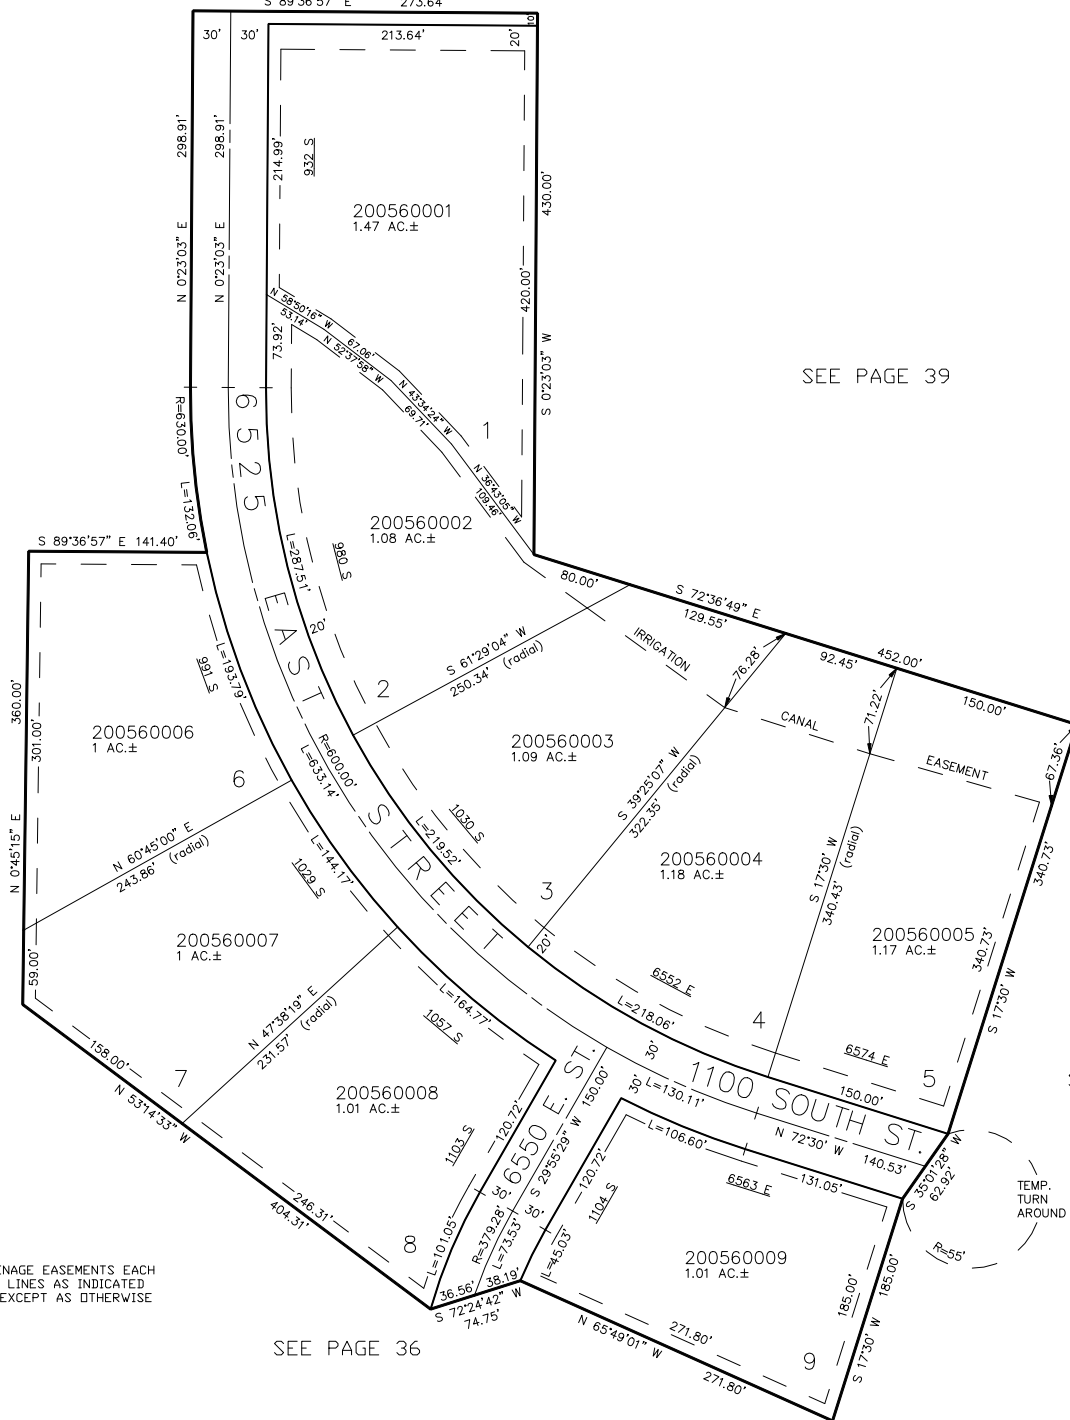 S 89°36'57" E 273.64'
30'
30'
213.64'
20'
10'
298.91'
298.91'
214.99'
932 S
N 0°23'03" E
N 0°23'03" E
200560001
1.47 AC.±
430.00'
420.00'
S 0°23'03" W
N 58°50'16" W
53.14'
73.92'
67.06'
N 52°37'58" W
N 43°34'24" W
69.71'
1
N 36°43'05" W
109.46'
SEE PAGE 39
R=630.00'
L=132.06'
6525 EAST STREET
200560002
1.08 AC.±
980 S
L=287.51'
20'
S 89°36'57" E 141.40'
80.00'
S 72°36'49" E
129.55'
452.00'
92.45'
150.00'
IRRIGATION
CANAL
EASEMENT
76.28'
71.22'
67.36'
S 61°29'04" W
250.34' (radial)
2
991 S
L=193.79'
360.00'
301.00'
N 0°45'15" E
200560006
1 AC.±
6
200560003
1.09 AC.±
R=600.00'
L=633.14'
1030 S
L=219.52'
S 39°25'07" W
322.35' (radial)
3
20'
N 60°45'00" E
243.86' (radial)
L=144.17'
1029 S
200560004
1.18 AC.±
S 17°30' W
340.43' (radial)
340.73'
340.73'
S 17°30' W
200560005
1.17 AC.±
6552 E
L=218.06'
4
6574 E
5
150.00'
200560007
1 AC.±
59.00'
158.00'
N 53°14'33" W
7
N 47°38'19" E
231.57' (radial)
L=164.77'
1057 S
200560008
1.01 AC.±
1103 S
120.72'
6550 E. ST.
150.00'
S 29°55'29" W
30'
30'
L=130.11'
1100 SOUTH ST.
N 72°30' W
140.53'
L=106.60'
131.05'
6563 E
S 35°01'28" W
62.92'
TEMP.
TURN
AROUND
R=55'
120.72'
1104 S
30'
30'
R=379.28'
L=73.53'
L=45.03'
L=101.05'
246.31'
404.31'
8
36.56'
38.19'
S 72°24'42" W
74.75'
200560009
1.01 AC.±
185.00'
185.00'
S 17°30' W
271.80'
N 65°49'01" W
271.80'
9
NAGE EASEMENTS EACH
LINES AS INDICATED
EXCEPT AS OTHERWISE
SEE PAGE 36